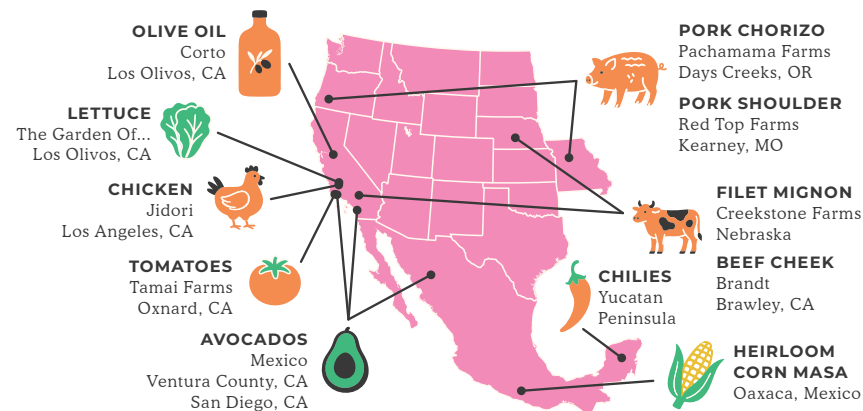 OLIVE OIL
Corto
Los Olivos, CA
LETTUCE
The Garden Of...
Los Olivos, CA
CHICKEN
Jidori
Los Angeles, CA
TOMATOES
Tamai Farms
Oxnard, CA
AVOCADOS
Mexico
Ventura County, CA
San Diego, CA
PORK CHORIZO
Pachamama Farms
Days Creeks, OR
PORK SHOULDER
Red Top Farms
Kearney, MO
FILET MIGNON
Creekstone Farms
Nebraska
BEEF CHEEK
Brandt
Brawley, CA
CHILIES
Yucatan
Peninsula
HEIRLOOM
CORN MASA
Oaxaca, Mexico